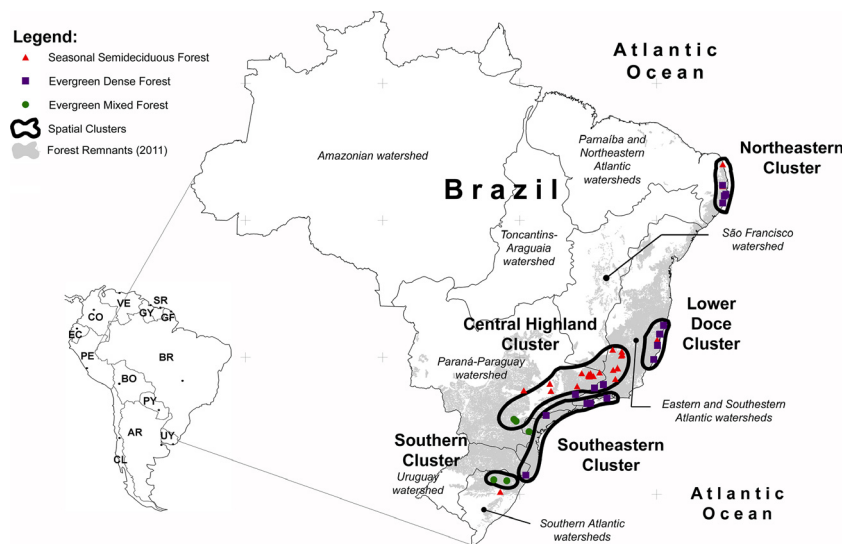 Legend:
Seasonal Semideciduous Forest
Evergreen Dense Forest
Evergreen Mixed Forest
Spatial Clusters
Forest Remnants (2011)
Atlantic
Ocean
Amazonian watershed
Parnaíba and
Northeastern
Atlantic
watersheds
Northeastern
Cluster
Brazil
Toncantins-
Araguaia
watershed
São Francisco
watershed
Central Highland
Cluster
Lower
Doce
Cluster
Paraná-Paraguay
watershed
Eastern and Southestern
Atlantic watersheds
Southern
Cluster
Southeastern
Cluster
Uruguay
watershed
Atlantic
Ocean
Southern Atlantic
watersheds
VE
SR
CO
GY
GF
EC
PE
BR
BO
PY
AR
UY
CL